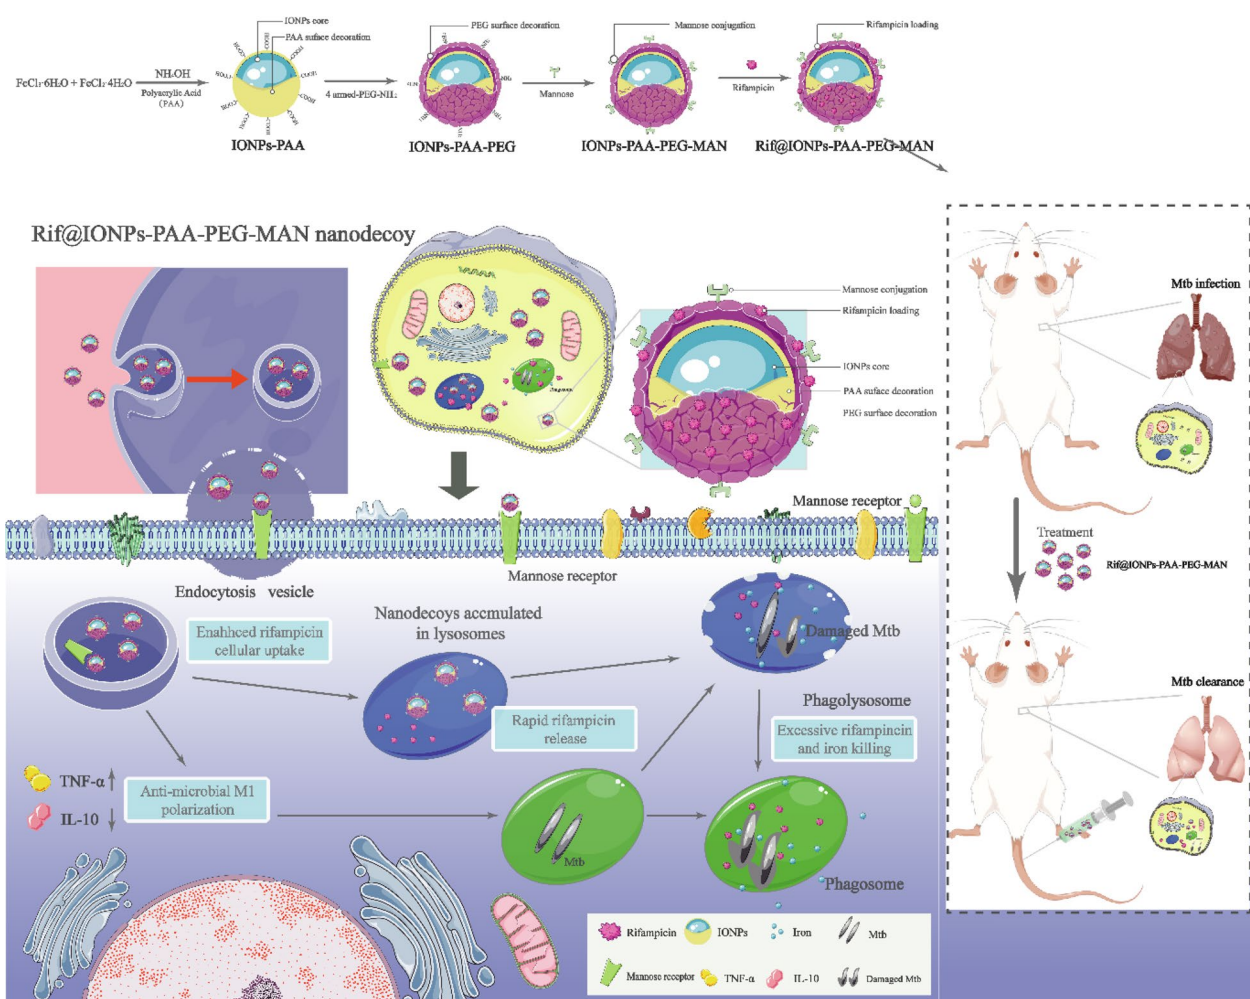 IONPs core
PAA suface decoration
PEG surface decoration
Mannose conjugation
Rifampicin loading
FeCl₃·6H₂O + FeCl₂·4H₂O
NH₄OH
Polyacrylic Acid
(PAA)
4 armed-PEG-NH₂
Mannose
Rifampicin
IONPs-PAA
IONPs-PAA-PEG
IONPs-PAA-PEG-MAN
Rif@IONPs-PAA-PEG-MAN
Rif@IONPs-PAA-PEG-MAN nanodecoy
Phagosome
Mannose conjugation
Rifampicin loading
IONPs core
PAA suface decoration
PEG surface decoration
Mannose receptor
Mannose receptor
Endocytosis vesicle
Enahhced rifampicin
cellular uptake
Nanodecoys accmulated
in lysosomes
Rapid rifampicin
release
Damaged Mtb
Phagolysosome
Excessive rifampincin
and iron killing
TNF-α
IL-10
Anti-microbial M1
polarization
Mtb
Phagosome
Rifampicin
IONPs
Iron
Mtb
Mannose receptor
TNF-α
IL-10
Damaged Mtb
Mtb infection
Treatment
Rif@IONPs-PAA-PEG-MAN
Mtb clearance